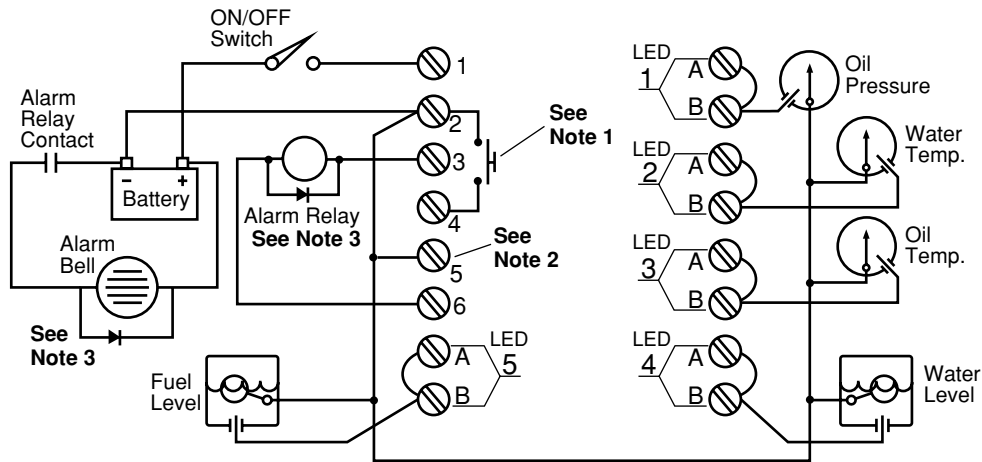 ON/OFF
Switch
1
2
3
4
5
6
See
Note 1
See
Note 2
Alarm
Relay
Contact
-
+
Battery
Alarm Relay
See Note 3
Alarm
Bell
See
Note 3
Fuel
Level
A
B
LED
5
LED
1
A
B
Oil
Pressure
2
A
B
Water
Temp.
LED
3
A
B
Oil
Temp.
LED
4
A
B
Water
Level
LED